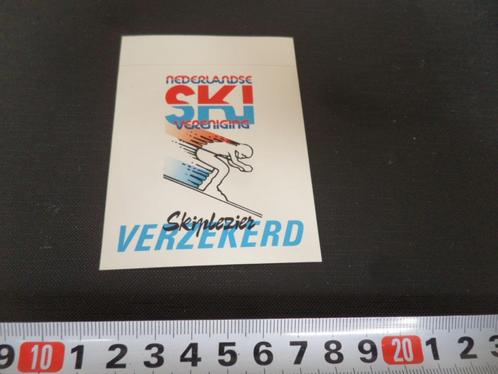 NEDERLANDSE
SKI
VERENIGING
Skiplezier
VERZEKERD
9 10 1 2 3 4 5 6 7 8 9 20 1 2 3